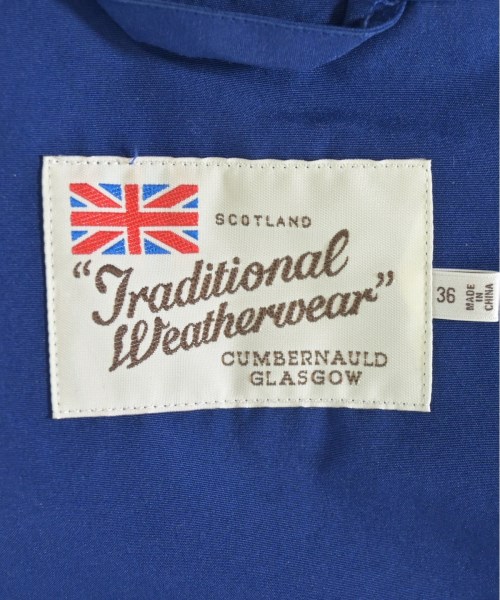 SCOTLAND
"Traditional
Weatherwear"
CUMBERNAULD
GLASGOW
36
MADE
IN
CHINA